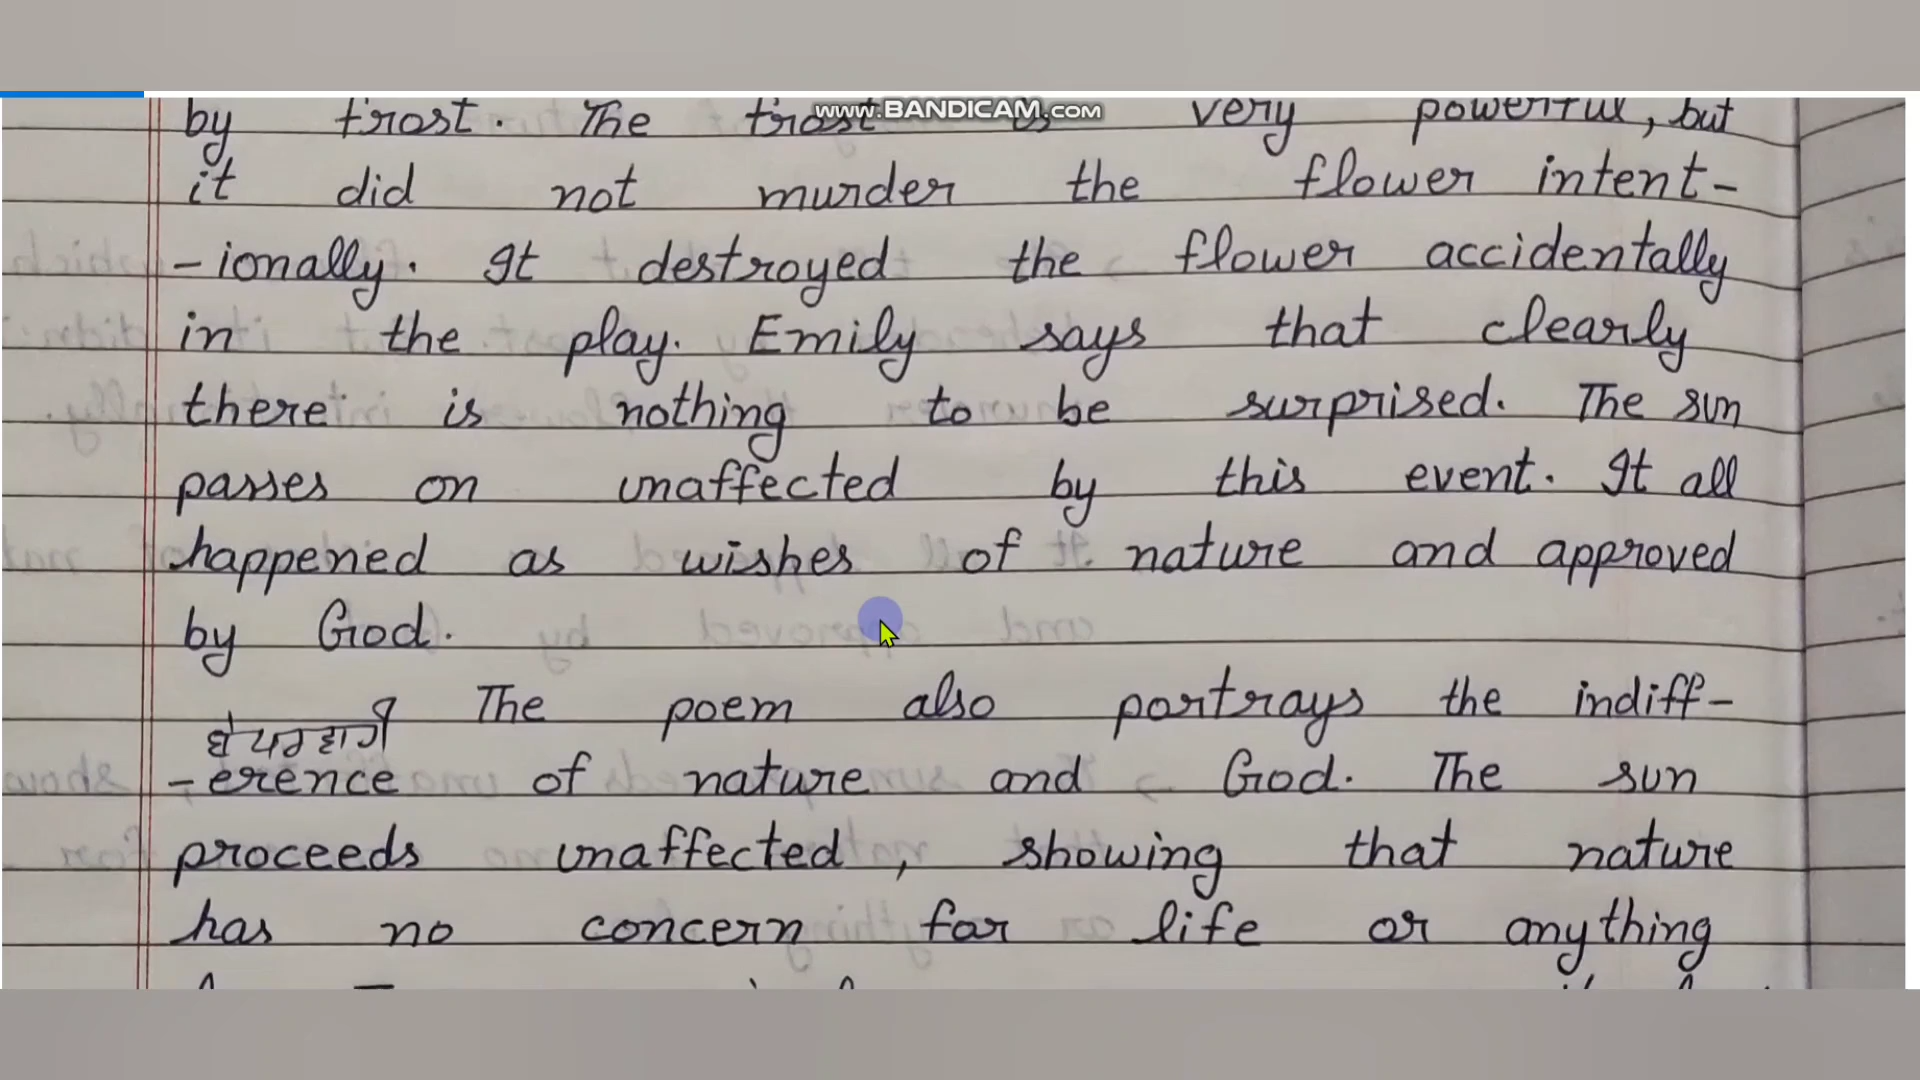 www.BANDICAM.com
by frost. The frost is very powerful, but
it did not murder the flower intent-
-ionally. It destroyed the flower accidentally
in the play. Emily says that clearly
there is nothing to be surprised. The sun
passes on unaffected by this event. It all
happened as wishes of nature and approved
by God.
The poem also portrays the indiff-
ਬੇਪਰਵਾਹੀ
-erence of nature and God. The sun
proceeds unaffected, showing that nature
has no concern for life or anything